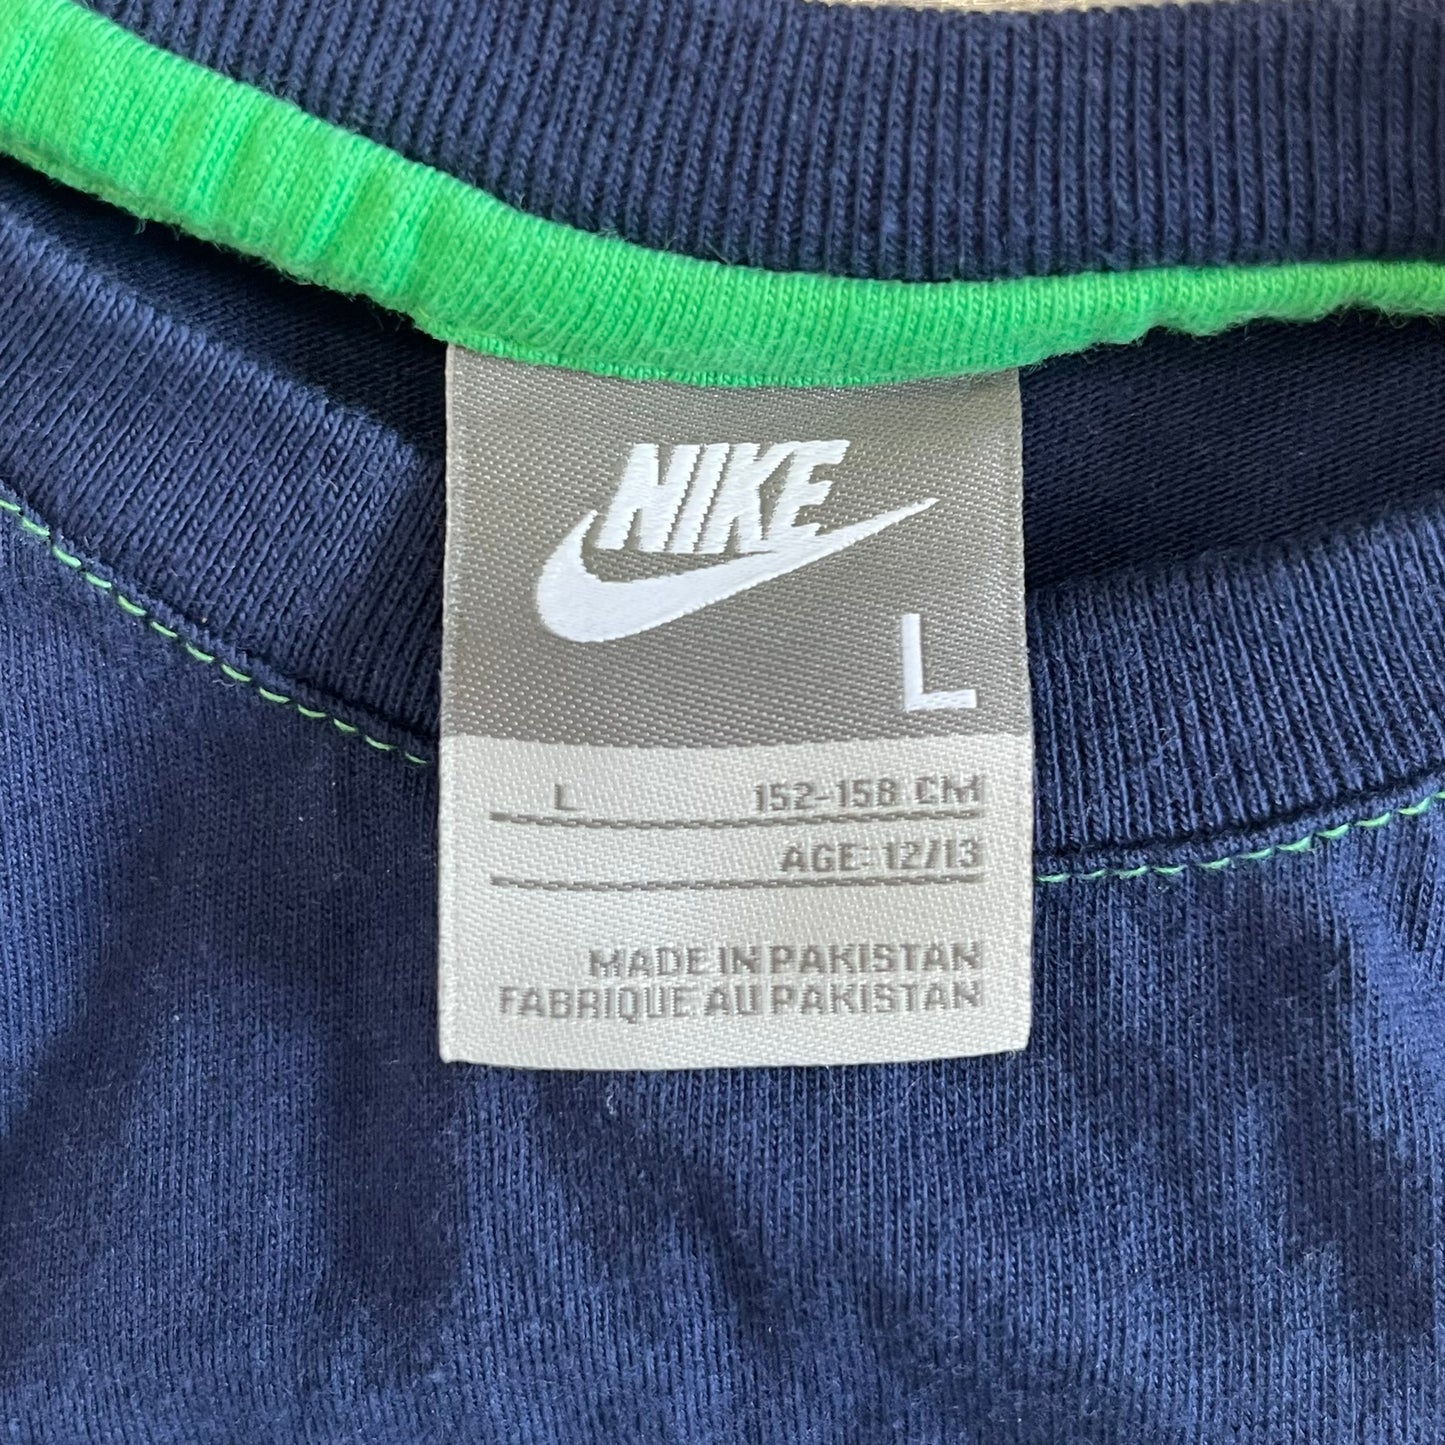 NIKE
L
L 152-158 CM
AGE: 12/13
MADE IN PAKISTAN
FABRIQUE AU PAKISTAN